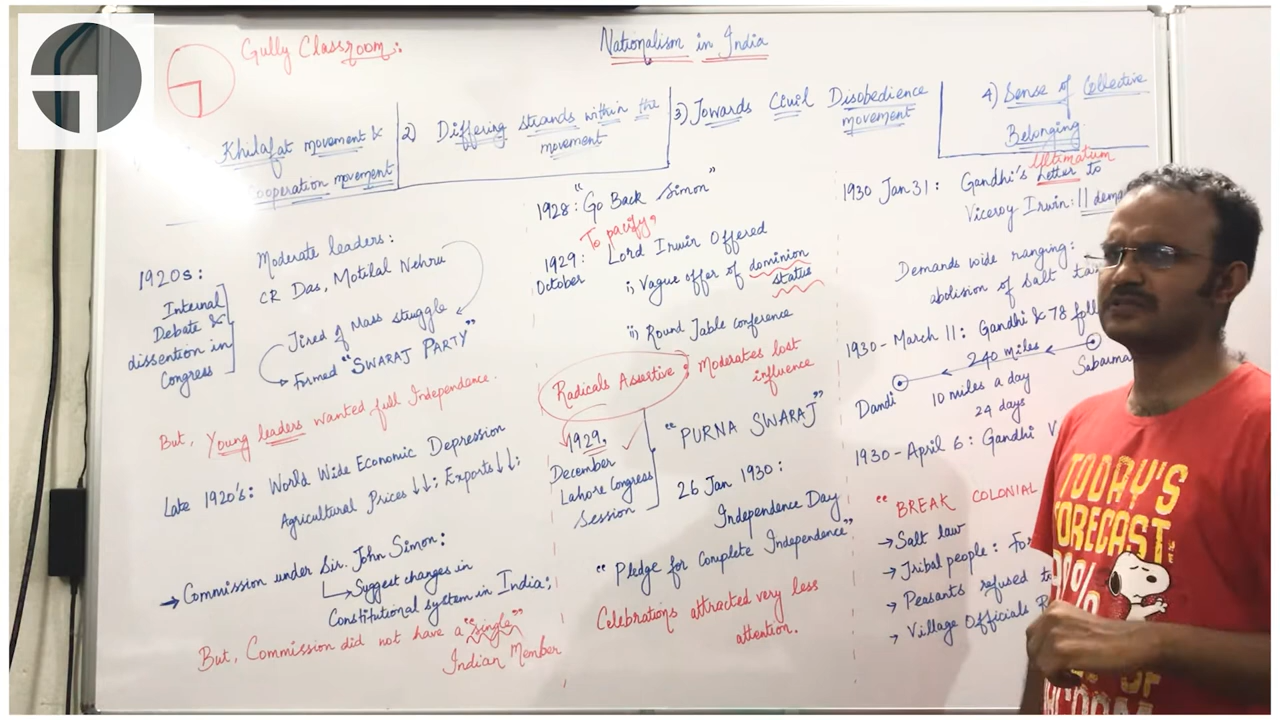 Gully Classroom:
Nationalism in India
Khilafat movement &
Cooperation movement
2) Differing strands within the
movement
3) Towards Civil Disobedience
movement
4) Sense of Collective
Belonging
1920s:
Internal
Debate &
dissention in
Congress
Moderate leaders:
CR Das, Motilal Nehru
Tired of Mass struggle
Formed "SWARAJ PARTY"
But, Young leaders wanted full Independence.
Late 1920's: World Wide Economic Depression
Agricultural Prices↓↓; Exports↓↓;
→ Commission under Sir. John Simon:
Suggest changes in
Constitutional system in India;
But, Commission did not have a "single"
Indian Member
1928: "Go Back Simon"
To pacify,
1929: Lord Irwin Offered
October
i, Vague offer of dominion
status
ii, Round Table conference
Radicals Assertive; Moderates lost
influence
1929,
December
Lahore Congress
Session
"PURNA SWARAJ"
26 Jan 1930:
Independence Day
"Pledge for Complete Independence"
Celebrations attracted very less
attention.
Ultimatum
1930 Jan 31: Gandhi's Letter to
Viceroy Irwin: 11
Demands wide ranging:
abolision of Salt
1930 - March 11: Gandhi & 78
240 miles
Dandi
10 miles a day
24 days
1930 - April 6: Gandhi
"BREAK COLONIAL
→ Salt law
→ Tribal people:
→ Peasants refused
→ Village Officials
TODAY'S
FORECAST